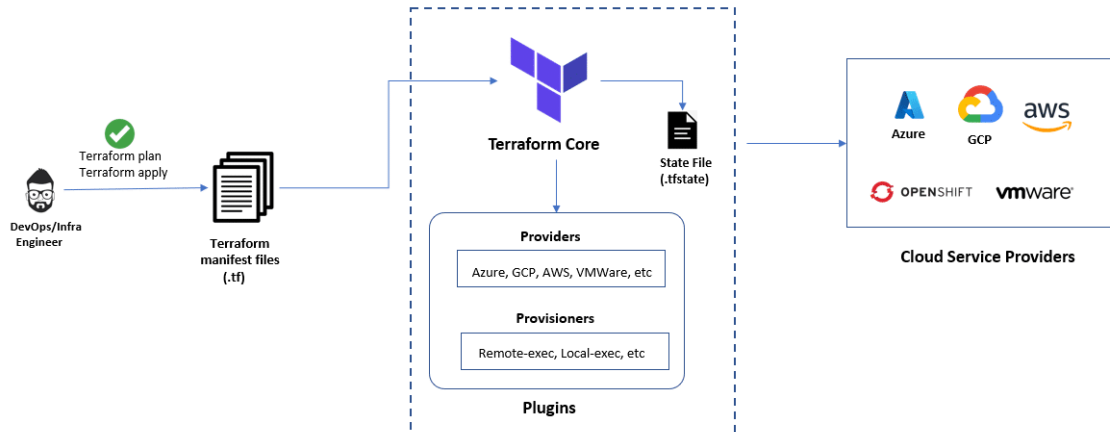 Terraform plan
Terraform apply
DevOps/Infra
Engineer
Terraform
manifest files
(.tf)
Terraform Core
State File
(.tfstate)
Providers
Azure, GCP, AWS, VMWare, etc
Provisioners
Remote-exec, Local-exec, etc
Plugins
Azure
GCP
aws
OPENSHIFT
vmware®
Cloud Service Providers